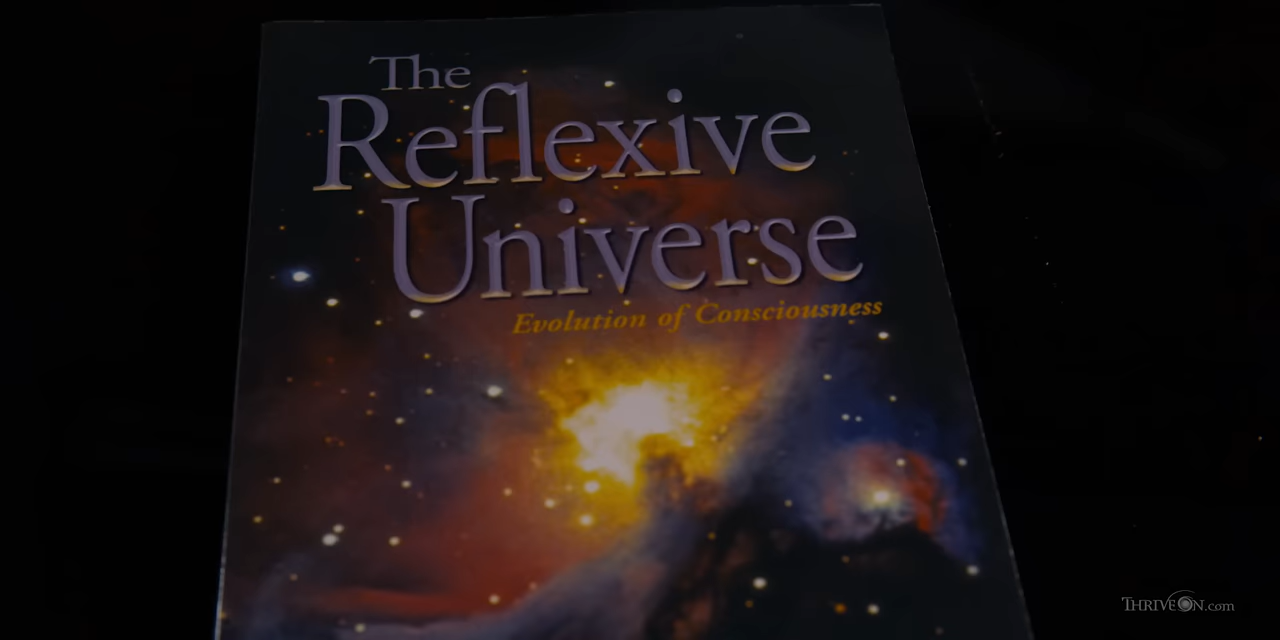 The
Reflexive
Universe
Evolution of Consciousness
THRIVEON.com